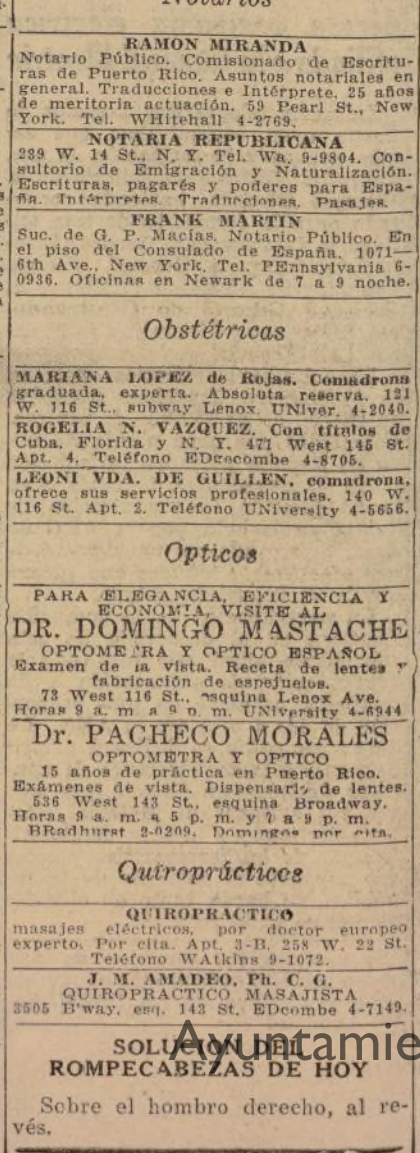 Notarios
RAMON MIRANDA
Notario Público. Comisionado de Escritu-
ras de Puerto Rico. Asuntos notariales en
general. Traducciones e Intérprete. 25 años
de meritoria actuación. 59 Pearl St., New
York. Tel. WHitehall 4-2769.
NOTARIA REPUBLICANA
239 W. 14 St., N. Y. Tel. Wa. 9-9804. Con-
sultorio de Emigración y Naturalización.
Escrituras, pagarés y poderes para Espa-
ña. Intérpretes. Traducciones. Pasajes.
FRANK MARTIN
Suc. de G. P. Macías. Notario Público. En
el piso del Consulado de España. 1071—
6th Ave., New York. Tel. PEnnsylvania 6-
0936. Oficinas en Newark de 7 a 9 noche.
Obstétricas
MARIANA LOPEZ de Rojas. Comadrona
graduada, experta. Absoluta reserva. 121
W. 116 St., subway Lenox. UNiver. 4-2040.
ROGELIA N. VAZQUEZ. Con títulos de
Cuba, Florida y N. Y. 471 West 145 St.
Apt. 4. Teléfono EDgecombe 4-8705.
LEONI VDA. DE GUILLEN, comadrona,
ofrece sus servicios profesionales. 140 W.
116 St. Apt. 2. Teléfono UNiversity 4-5656.
Opticos
PARA ELEGANCIA, EFICIENCIA Y
ECONOMIA, VISITE AL
DR. DOMINGO MASTACHE
OPTOMETRA Y OPTICO ESPAÑOL
Examen de la vista. Receta de lentes y
fabricación de espejuelos.
73 West 116 St., esquina Lenox Ave.
Horas 9 a. m. a 9 p. m. UNiversity 4-6944
Dr. PACHECO MORALES
OPTOMETRA Y OPTICO
15 años de práctica en Puerto Rico.
Exámenes de vista. Dispensario de lentes.
536 West 143 St., esquina Broadway.
Horas 9 a. m. a 5 p. m. y 7 a 9 p. m.
BRadhurst 2-0209. Domingos por cita.
Quiroprácticos
QUIROPRACTICO
masajes eléctricos, por doctor europeo
experto. Por cita. Apt. 3-B, 258 W. 22 St.
Teléfono WAtkins 9-1072.
J. M. AMADEO, Ph. C. G.
QUIROPRACTICO MASAJISTA
3505 B'way, esq. 143 St. EDcombe 4-7149.
SOLUCION DEL
ROMPECABEZAS DE HOY
Sobre el hombro derecho, al re-
vés.
Ayuntamie